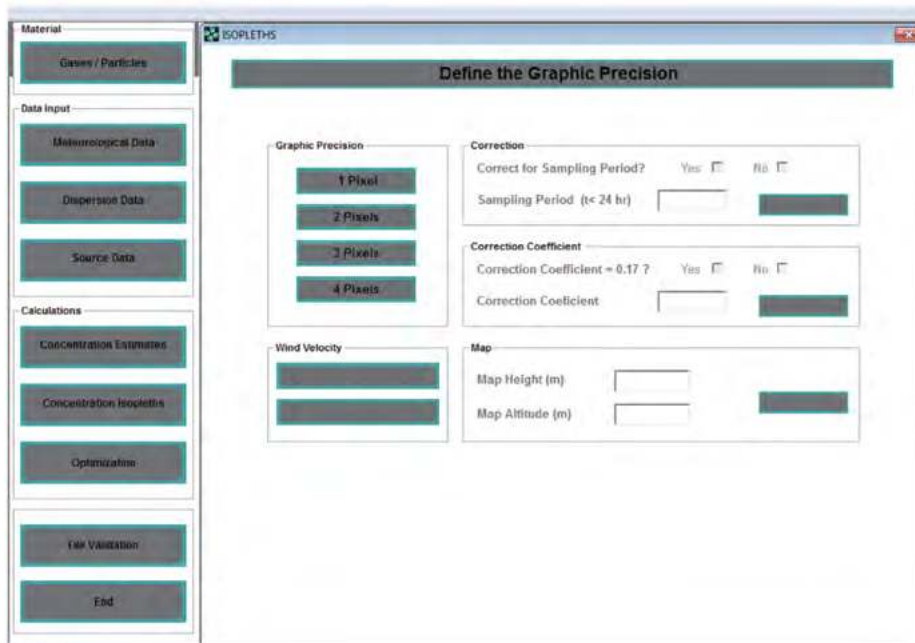 Material
Gases / Particles
Data Input
Meteorological Data
Dispersion Data
Source Data
Calculations
Concentration Estimates
Concentration Isopleths
Optimization
File Validation
End
ISOPLETHS
Define the Graphic Precision
Graphic Precision
1 Pixel
2 Pixels
3 Pixels
4 Pixels
Correction
Correct for Sampling Period? Yes No
Sampling Period (t< 24 hr)
Correction Coefficient
Correction Coefficient = 0.17 ? Yes No
Correction Coeficient
Wind Velocity
Map
Map Height (m)
Map Altitude (m)